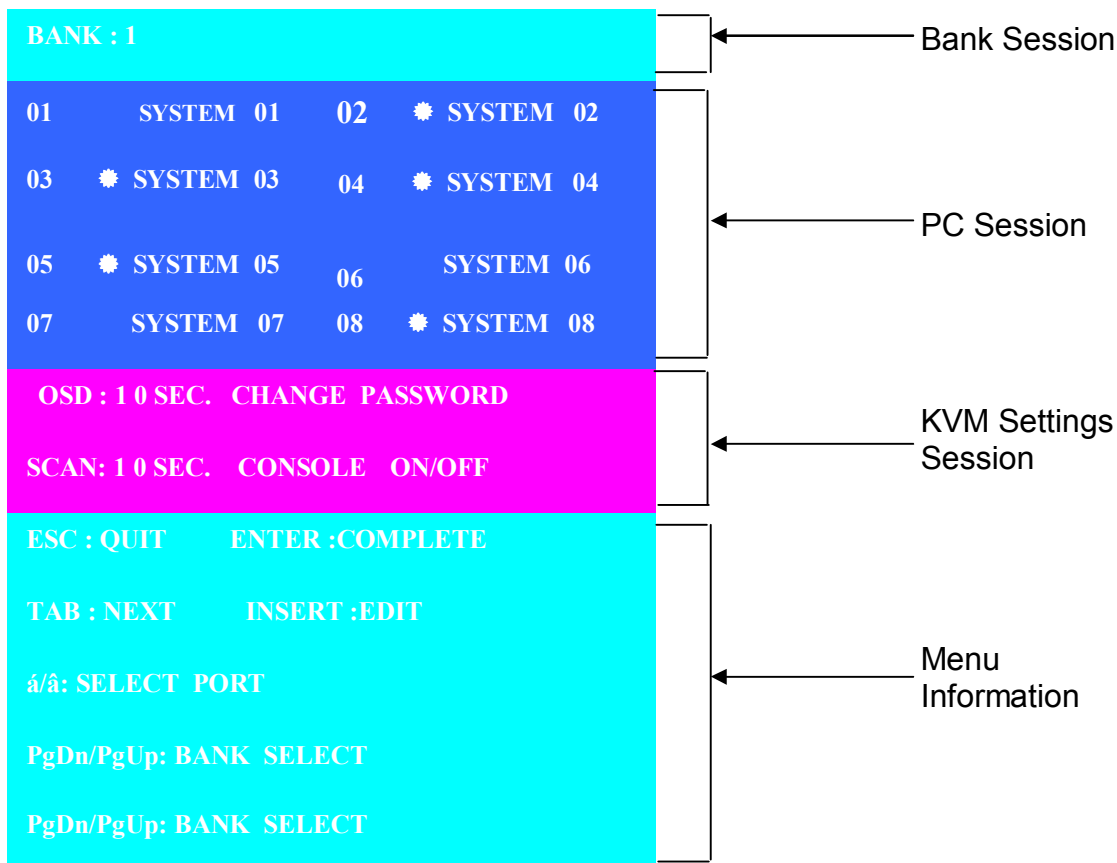 BANK : 1
Bank Session
01 SYSTEM 01 02 ✹ SYSTEM 02
03 ✹ SYSTEM 03 04 ✹ SYSTEM 04
PC Session
05 ✹ SYSTEM 05 06 SYSTEM 06
07 SYSTEM 07 08 ✹ SYSTEM 08
OSD : 1 0 SEC. CHANGE PASSWORD
SCAN: 1 0 SEC. CONSOLE ON/OFF
KVM Settings
Session
ESC : QUIT ENTER :COMPLETE
TAB : NEXT INSERT :EDIT
á/â: SELECT PORT
PgDn/PgUp: BANK SELECT
PgDn/PgUp: BANK SELECT
Menu
Information